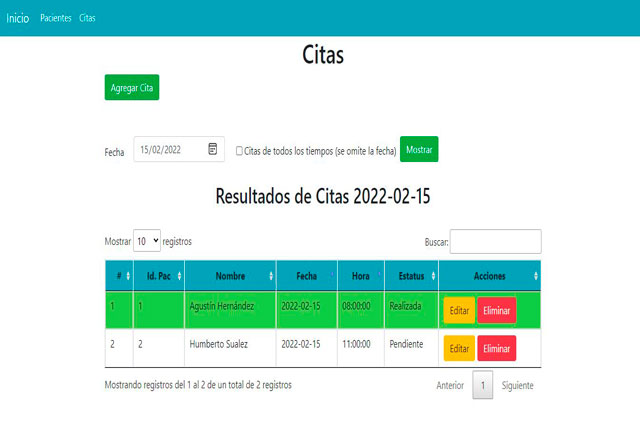 Inicio Pacientes Citas
Citas
Agregar Cita
Fecha 15/02/2022 Citas de todos los tiempos (se omite la fecha) Mostrar
Resultados de Citas 2022-02-15
Mostrar 10 registros Buscar:
# Id. Pac Nombre Fecha Hora Estatus Acciones
1 1 Agustín Hernández 2022-02-15 08:00:00 Realizada Editar Eliminar
2 2 Humberto Sualez 2022-02-15 11:00:00 Pendiente Editar Eliminar
Mostrando registros del 1 al 2 de un total de 2 registros Anterior 1 Siguiente